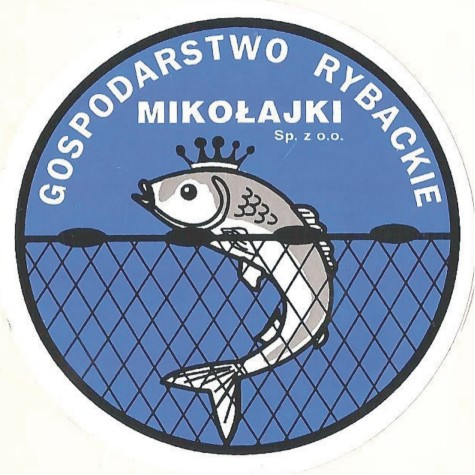 GOSPODARSTWO RYBACKIE
MIKOŁAJKI
Sp. z o.o.